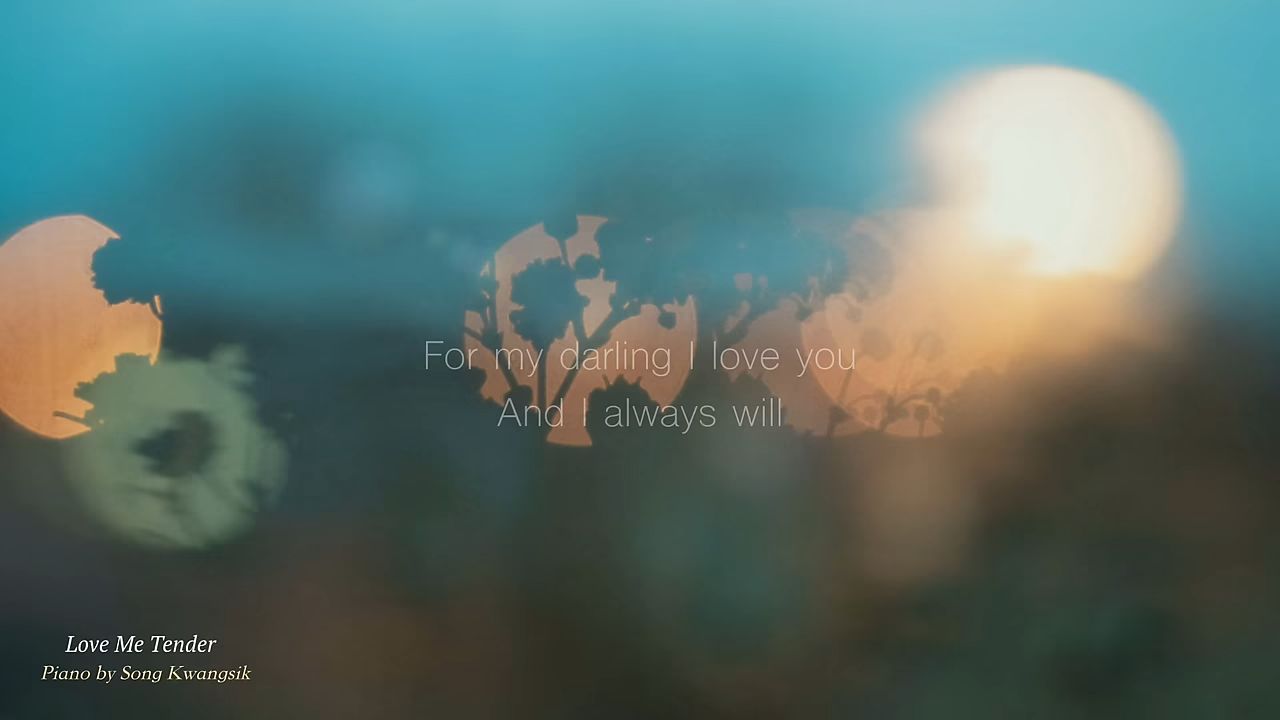 For my darling I love you
And I always will
Love Me Tender
Piano by Song Kwangsik